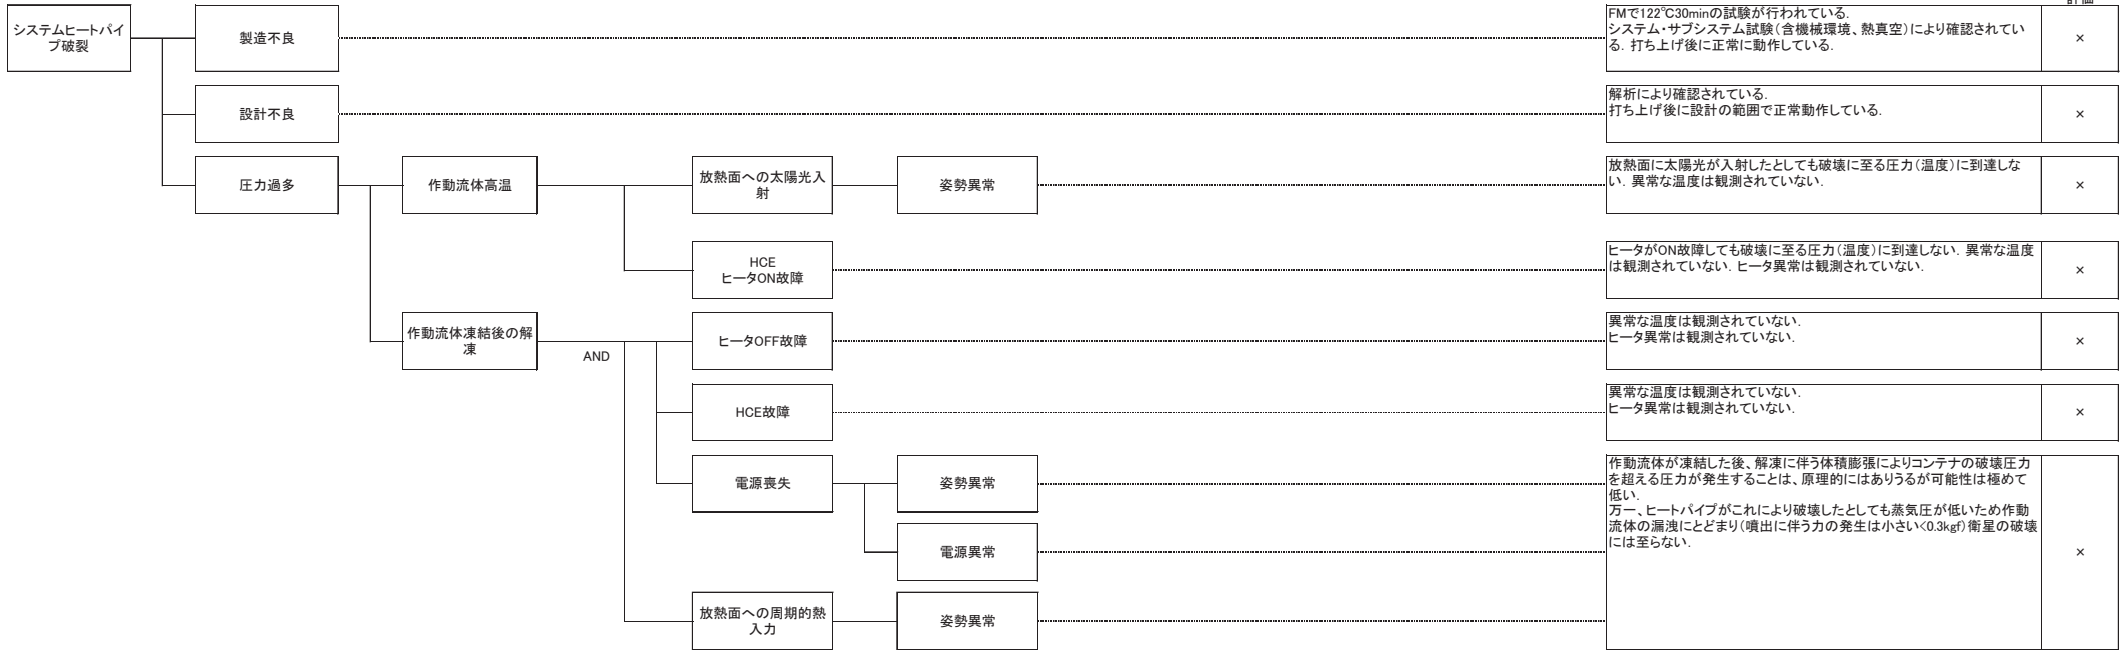 評価
システムヒートパイ
プ破裂
製造不良
FMで122℃30minの試験が行われている.
システム・サブシステム試験(含機械環境、熱真空)により確認されてい
る. 打ち上げ後に正常に動作している.
×
設計不良
解析により確認されている.
打ち上げ後に設計の範囲で正常動作している.
×
圧力過多
作動流体高温
放熱面への太陽光入
射
姿勢異常
放熱面に太陽光が入射したとしても破壊に至る圧力(温度)に到達しな
い. 異常な温度は観測されていない.
×
HCE
ヒータON故障
ヒータがON故障しても破壊に至る圧力(温度)に到達しない. 異常な温度
は観測されていない. ヒータ異常は観測されていない.
×
作動流体凍結後の解
凍
AND
ヒータOFF故障
異常な温度は観測されていない.
ヒータ異常は観測されていない.
×
HCE故障
異常な温度は観測されていない.
ヒータ異常は観測されていない.
×
電源喪失
姿勢異常
作動流体が凍結した後、解凍に伴う体積膨張によりコンテナの破壊圧力
を超える圧力が発生することは、原理的にはありうるが可能性は極めて
低い.
万一、ヒートパイプがこれにより破壊したとしても蒸気圧が低いため作動
流体の漏洩にとどまり(噴出に伴う力の発生は小さい<0.3kgf)衛星の破壊
には至らない.
×
電源異常
放熱面への周期的熱
入力
姿勢異常